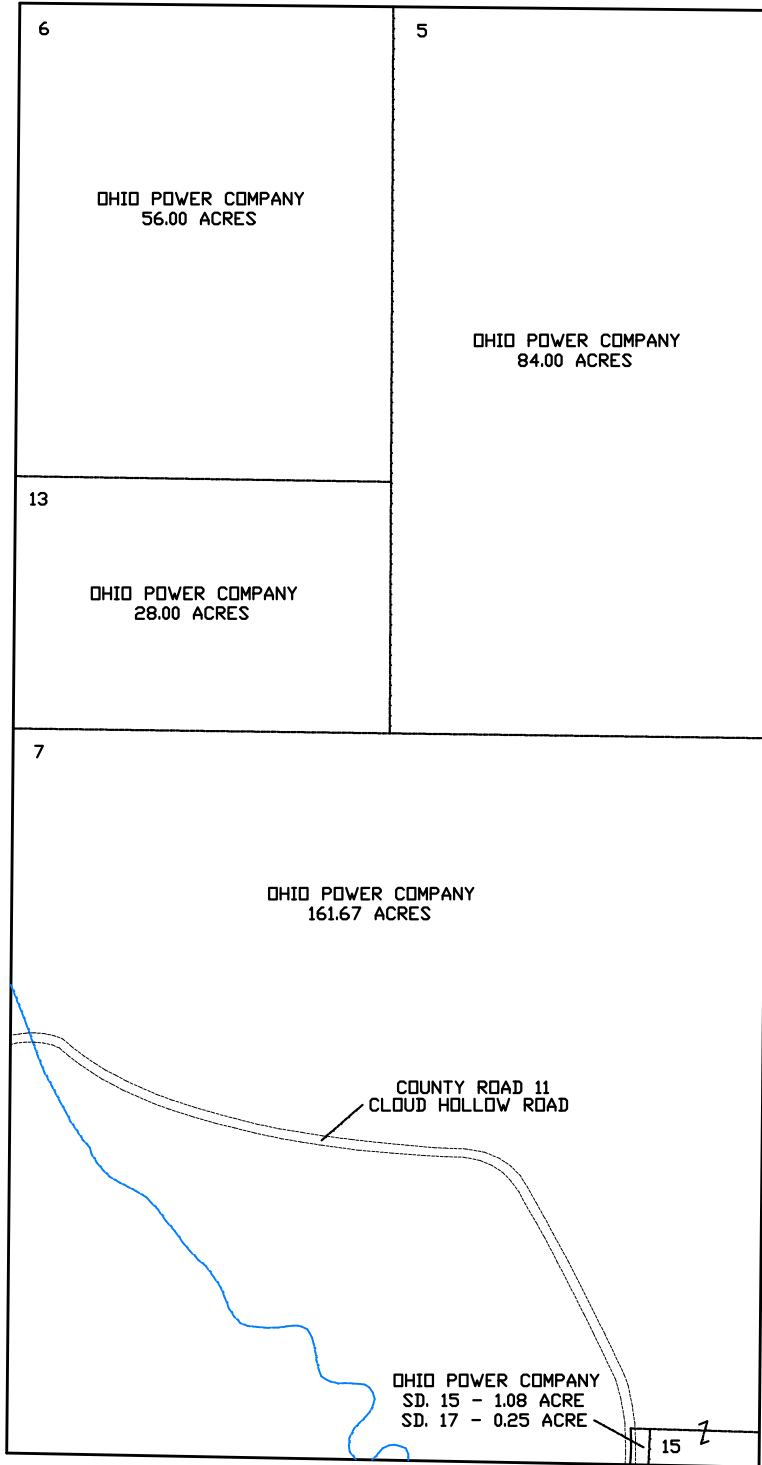 6
5
OHIO POWER COMPANY
56.00 ACRES
OHIO POWER COMPANY
84.00 ACRES
13
OHIO POWER COMPANY
28.00 ACRES
7
OHIO POWER COMPANY
161.67 ACRES
COUNTY ROAD 11
CLOUD HOLLOW ROAD
OHIO POWER COMPANY
SD. 15 - 1.08 ACRE
SD. 17 - 0.25 ACRE
15